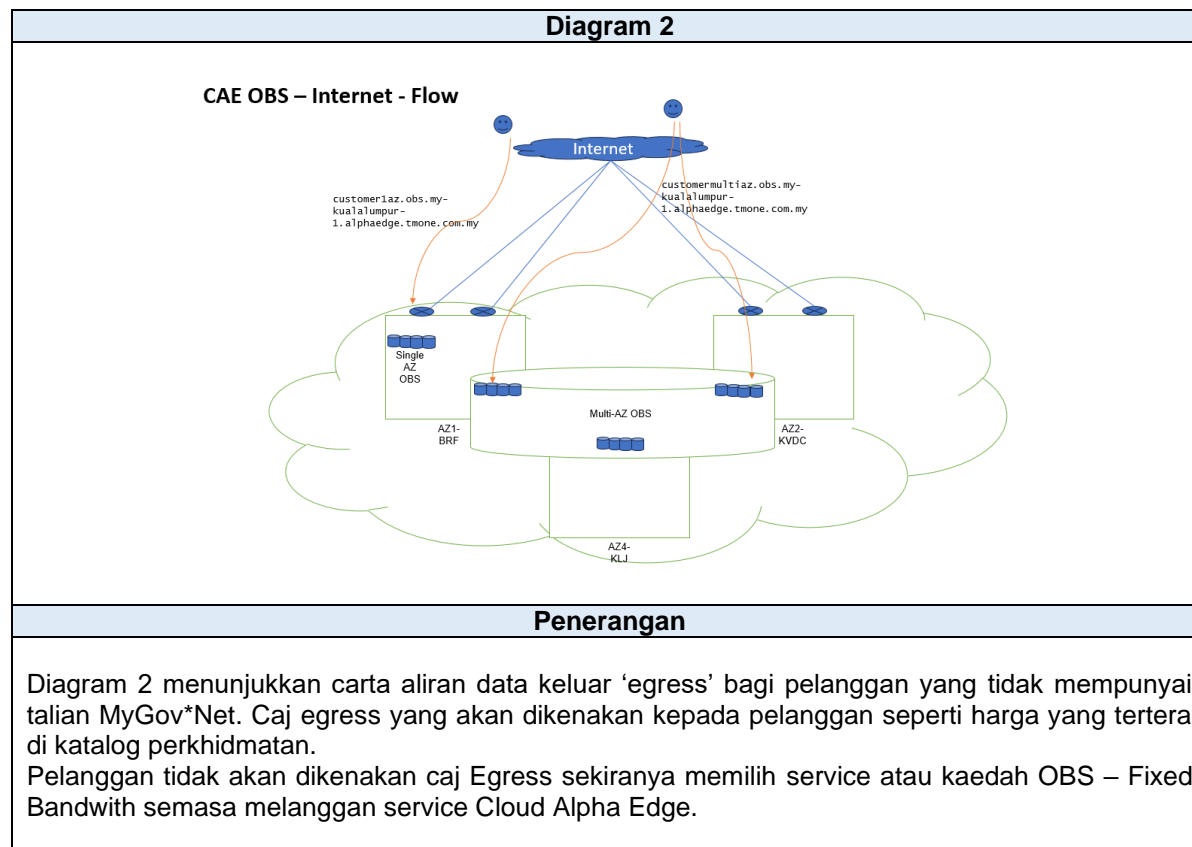 Diagram 2
CAE OBS – Internet - Flow
Internet
customer1az.obs.my-
kualalumpur-
1.alphaedge.tmone.com.my
customermultiaz.obs.my-
kualalumpur-
1.alphaedge.tmone.com.my
Single
AZ
OBS
Multi-AZ OBS
AZ1-
BRF
AZ2-
KVDC
AZ4-
KLJ
Penerangan
Diagram 2 menunjukkan carta aliran data keluar ‘egress’ bagi pelanggan yang tidak mempunyai
talian MyGov*Net. Caj egress yang akan dikenakan kepada pelanggan seperti harga yang tertera
di katalog perkhidmatan.
Pelanggan tidak akan dikenakan caj Egress sekiranya memilih service atau kaedah OBS – Fixed
Bandwith semasa melanggan service Cloud Alpha Edge.